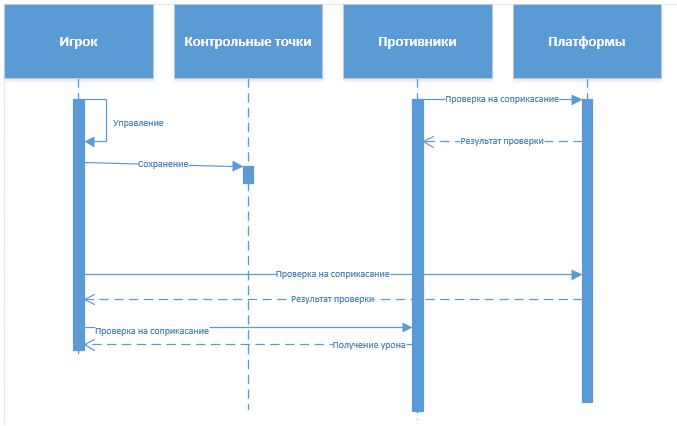 Игрок
Контрольные точки
Противники
Платформы
Проверка на соприкасание
Управление
Результат проверки
Сохранение
Проверка на соприкасание
Результат проверки
Проверка на соприкасание
Получение урона